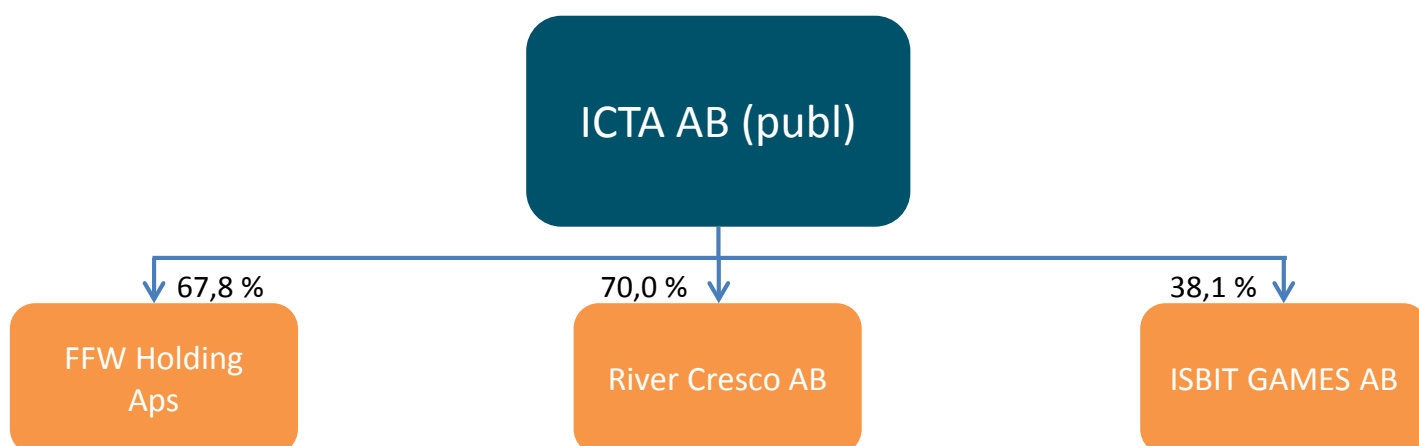 ICTA AB (publ)
67,8 %
70,0 %
38,1 %
FFW Holding
Aps
River Cresco AB
ISBIT GAMES AB